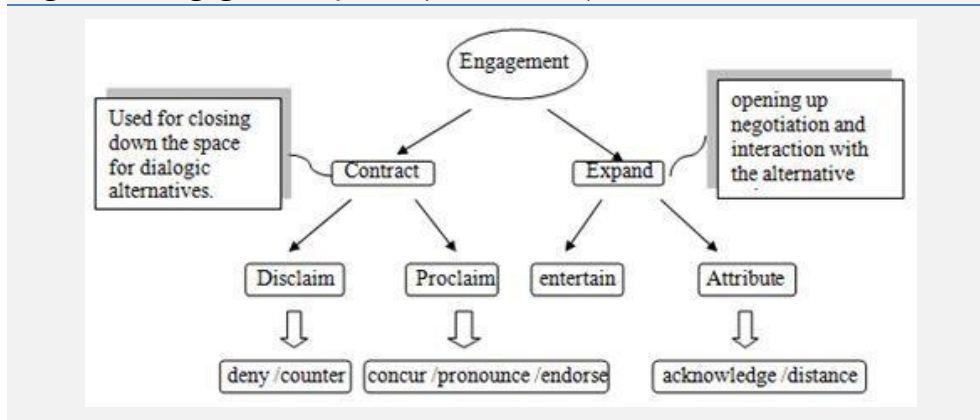 Engagement
Used for closing
down the space
for dialogic
alternatives.
opening up
negotiation and
interaction with
the alternative
Contract
Expand
Disclaim
Proclaim
entertain
Attribute
deny /counter
concur /pronounce /endorse
acknowledge /distance